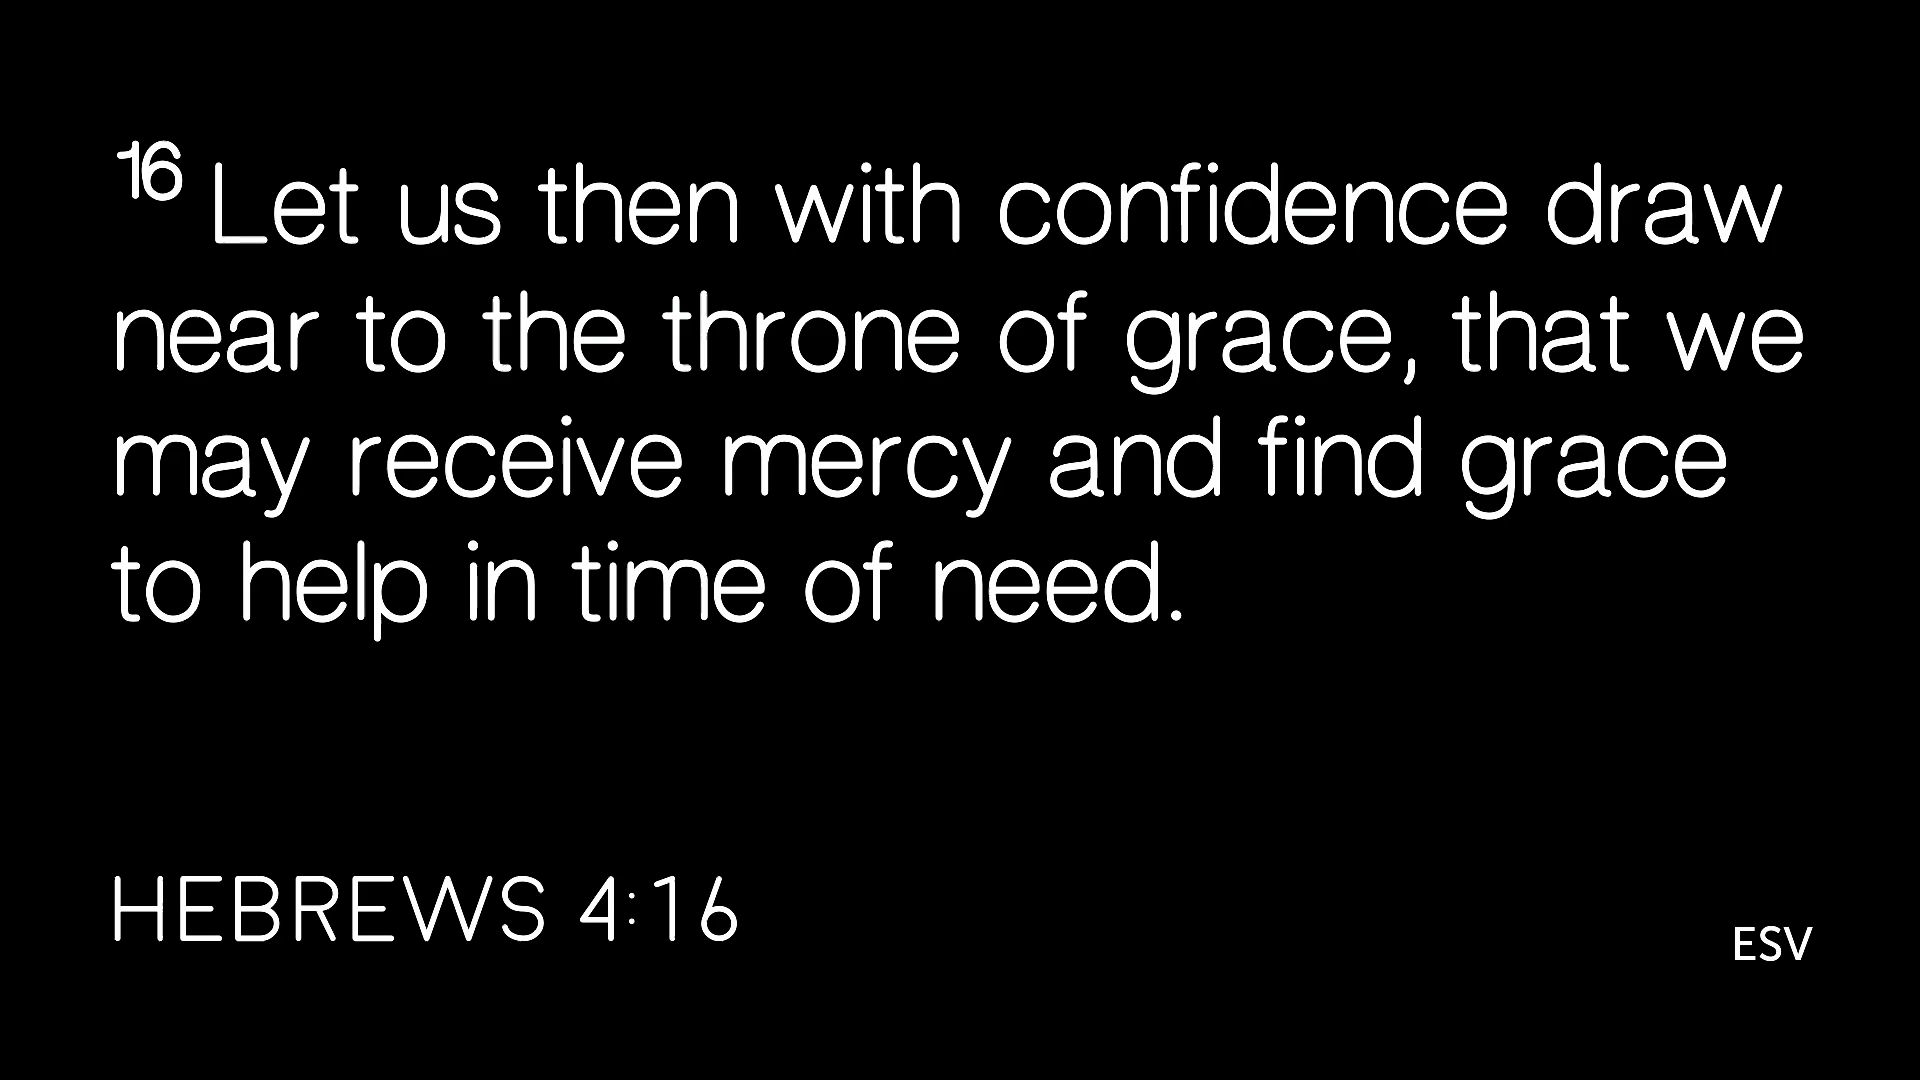 16 Let us then with confidence draw
near to the throne of grace, that we
may receive mercy and find grace
to help in time of need.
HEBREWS 4:16
ESV